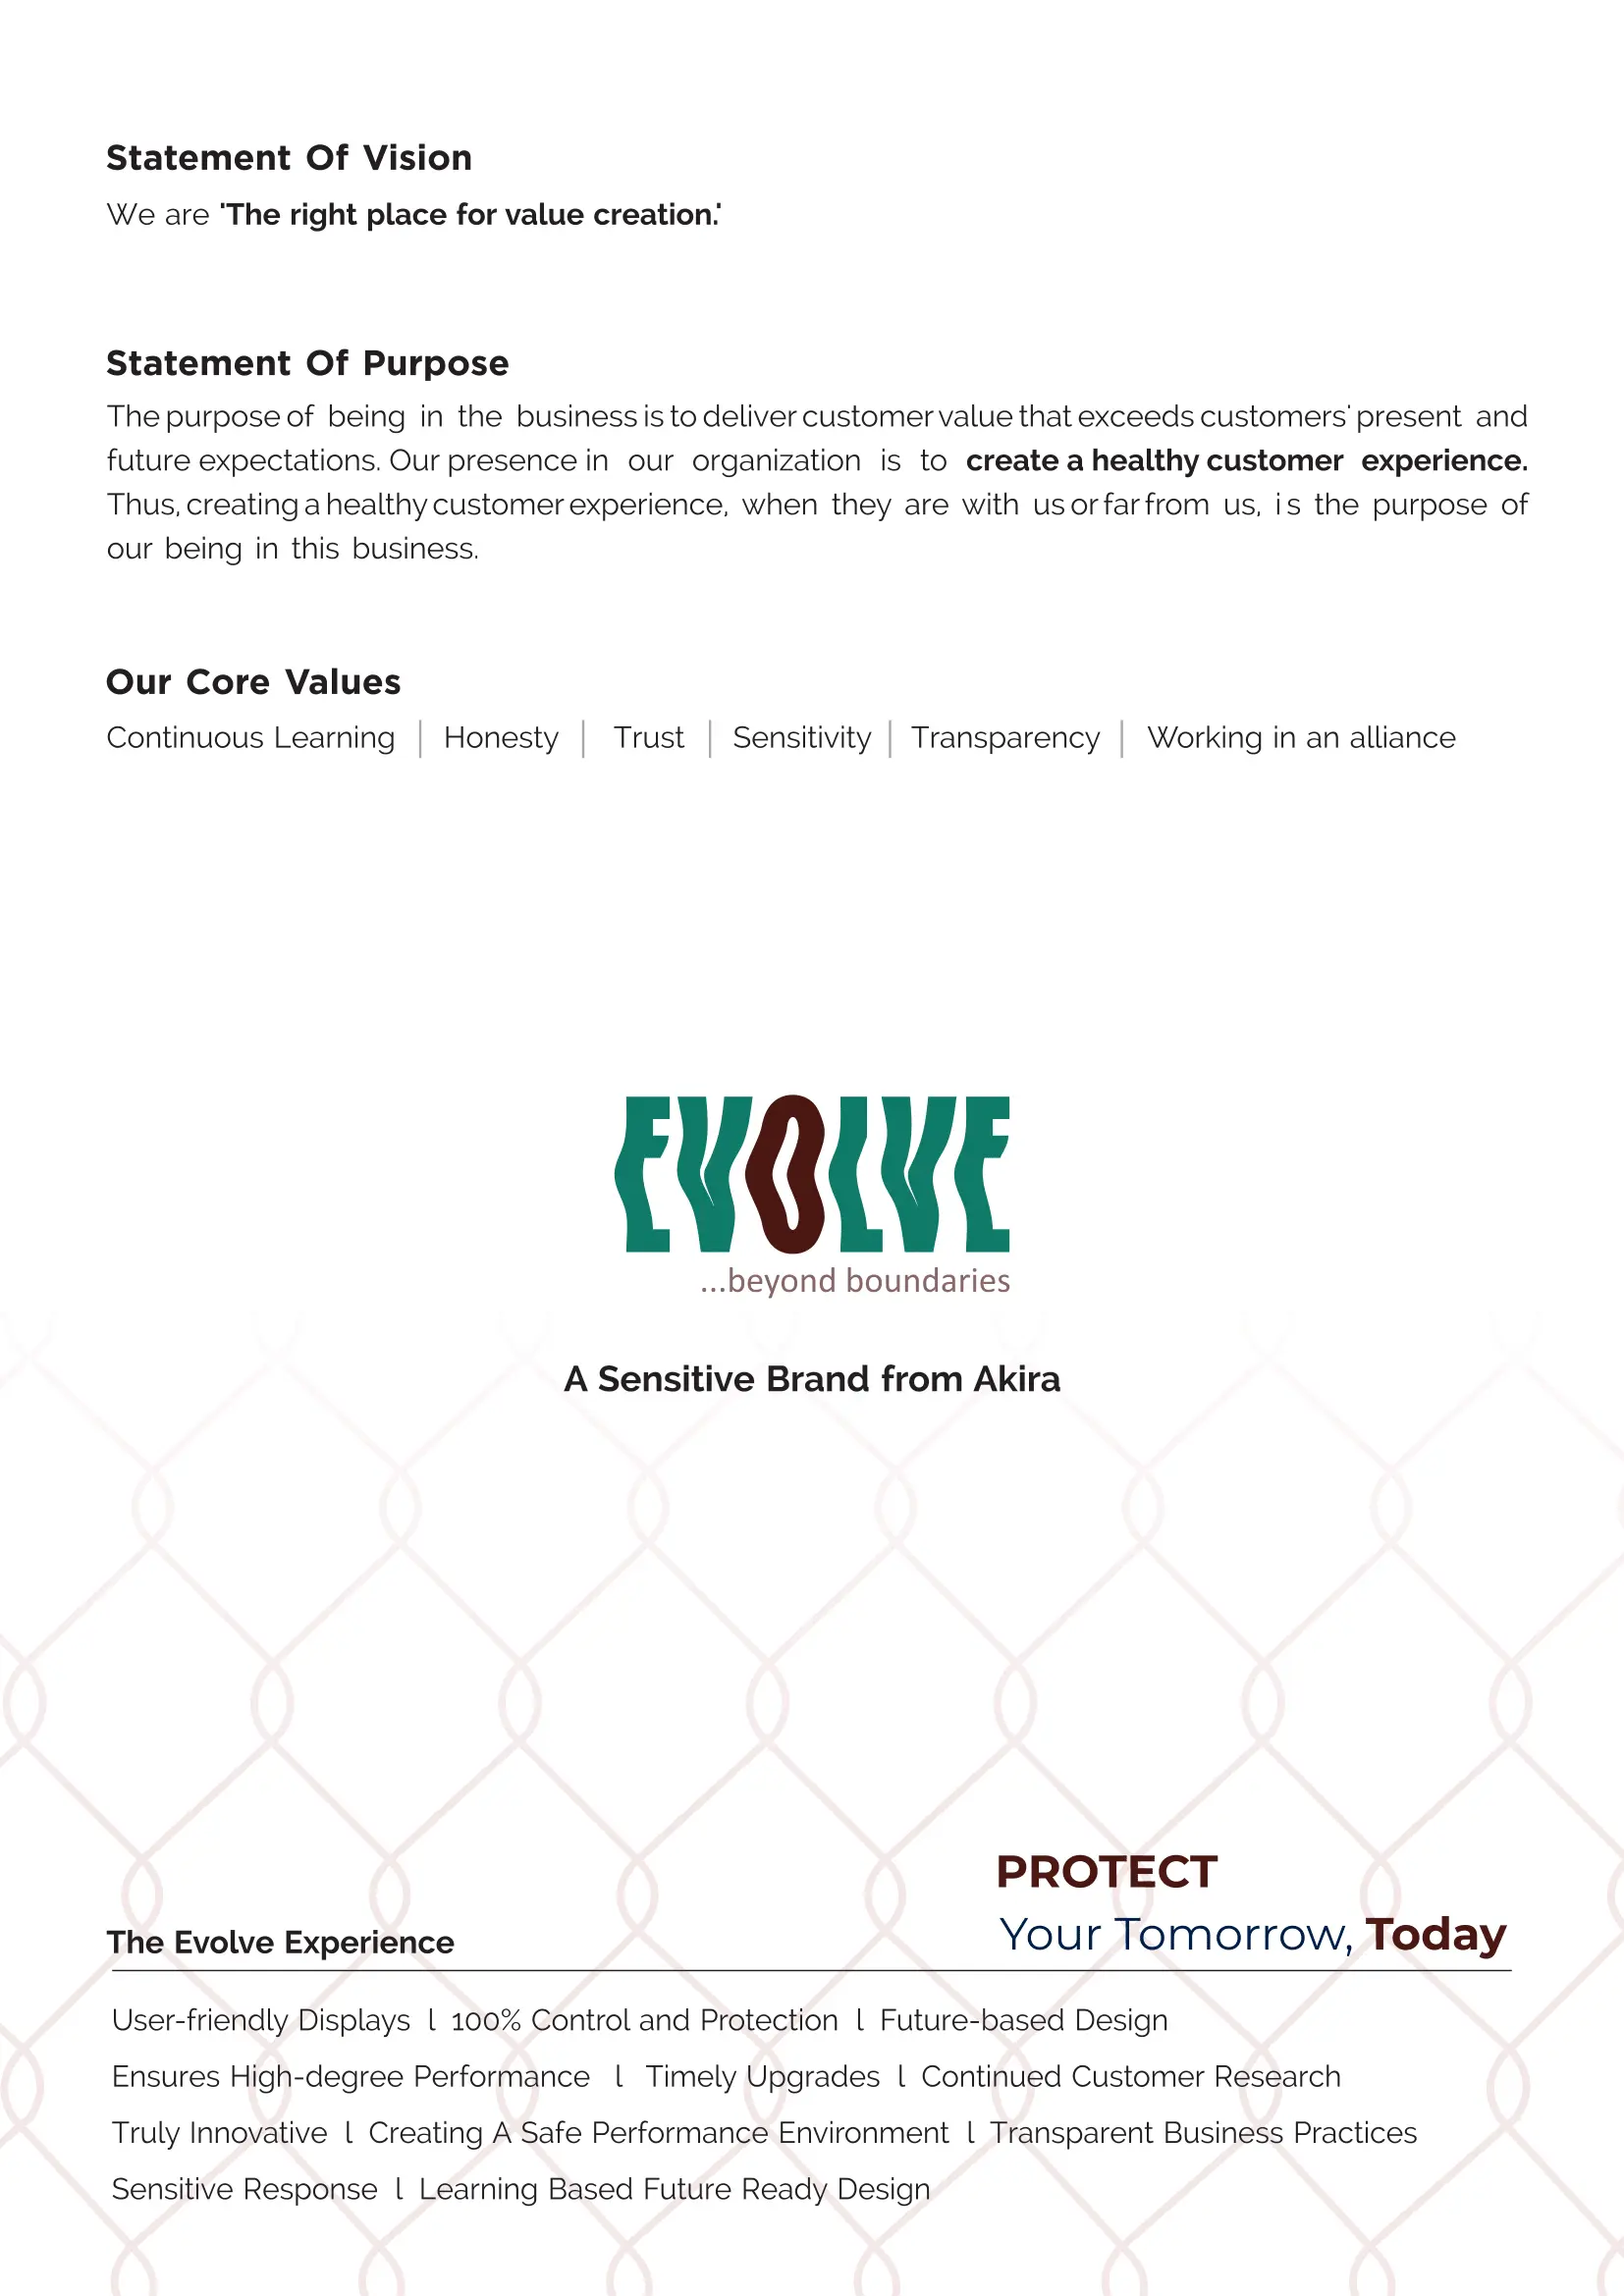 Statement Of Vision
We are 'The right place for value creation.'
Statement Of Purpose
The purpose of being in the business is to deliver customer value that exceeds customers' present and
future expectations. Our presence in our organization is to create a healthy customer experience.
Thus, creating a healthy customer experience, when they are with us or far from us, is the purpose of
our being in this business.
Our Core Values
Continuous Learning | Honesty | Trust | Sensitivity | Transparency | Working in an alliance
EVOLVE
...beyond boundaries
A Sensitive Brand from Akira
PROTECT
Your Tomorrow, Today
The Evolve Experience
User-friendly Displays l 100% Control and Protection l Future-based Design
Ensures High-degree Performance l Timely Upgrades l Continued Customer Research
Truly Innovative l Creating A Safe Performance Environment l Transparent Business Practices
Sensitive Response l Learning Based Future Ready Design